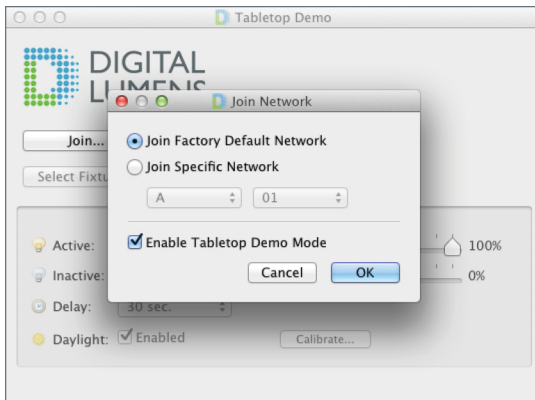 Tabletop Demo
DIGITAL
LUMENS
Join Network
Join...
Join Factory Default Network
Join Specific Network
Select Fixtu
A 01
Enable Tabletop Demo Mode
Active: 100%
Cancel OK
Inactive: 0%
Delay: 30 sec.
Daylight: Enabled Calibrate...